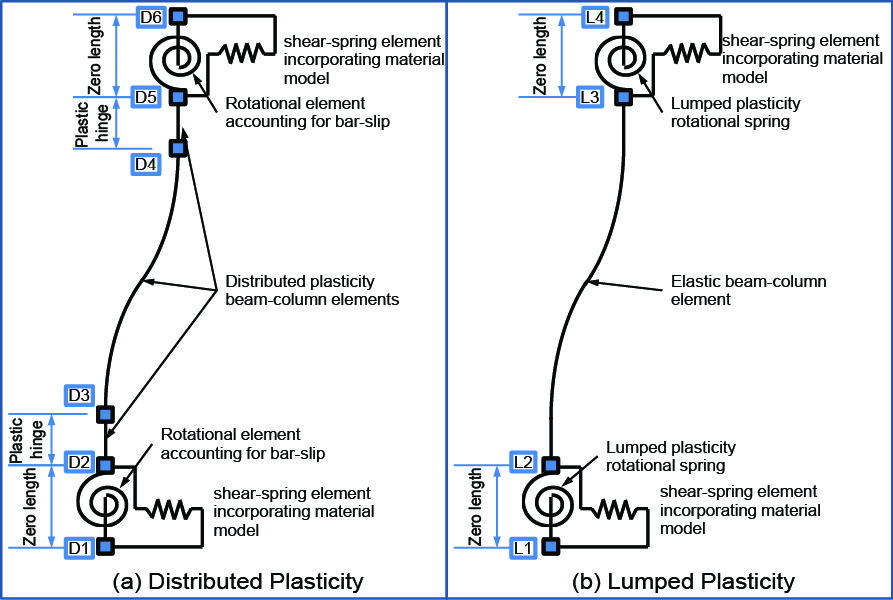 D6
Zero length
shear-spring element
incorporating material
model
D5
Rotational element
accounting for bar-slip
Plastic
hinge
D4
Distributed plasticity
beam-column elements
D3
Plastic
hinge
Rotational element
accounting for bar-slip
D2
Zero length
shear-spring element
incorporating material
model
D1
(a) Distributed Plasticity
L4
Zero length
shear-spring element
incorporating material
model
L3
Lumped plasticity
rotational spring
Elastic beam-column
element
Lumped plasticity
rotational spring
L2
Zero length
shear-spring element
incorporating material
model
L1
(b) Lumped Plasticity